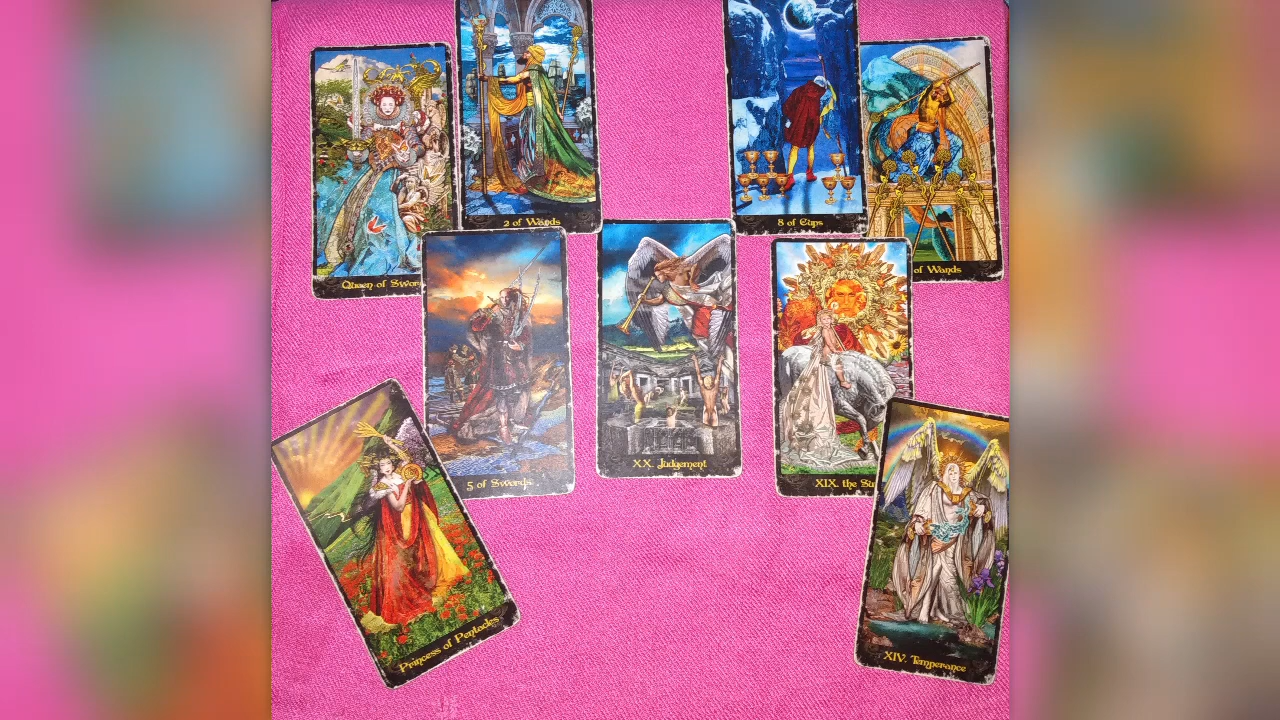 2 of Wands
8 of Cups
Queen of Swor
of Wands
5 of Swords
XX. Judgement
XIX. the Su
Princess of Pentacles
XIV. Temperance